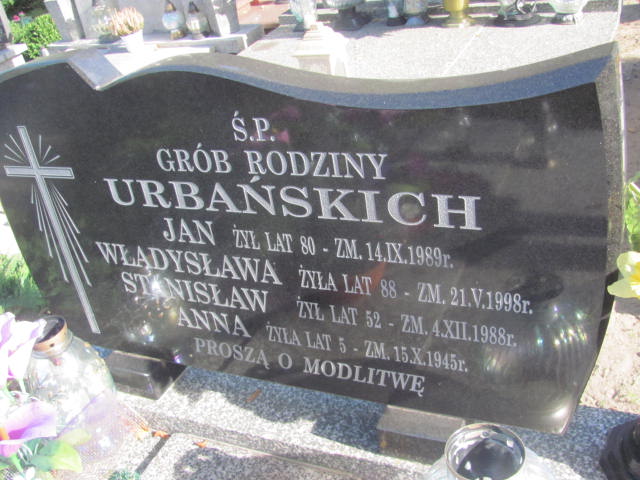 Ś.P.
GRÓB RODZINY
URBAŃSKICH
JAN ŻYŁ LAT 80 - ZM. 14.IX.1989r.
WŁADYSŁAWA ŻYŁA LAT 88 - ZM. 21.V.1998r.
STANISŁAW ŻYŁ LAT 52 - ZM. 4.XII.1988r.
ANNA ŻYŁA LAT 5 - ZM. 15.X.1945r.
PROSZĄ O MODLITWĘ